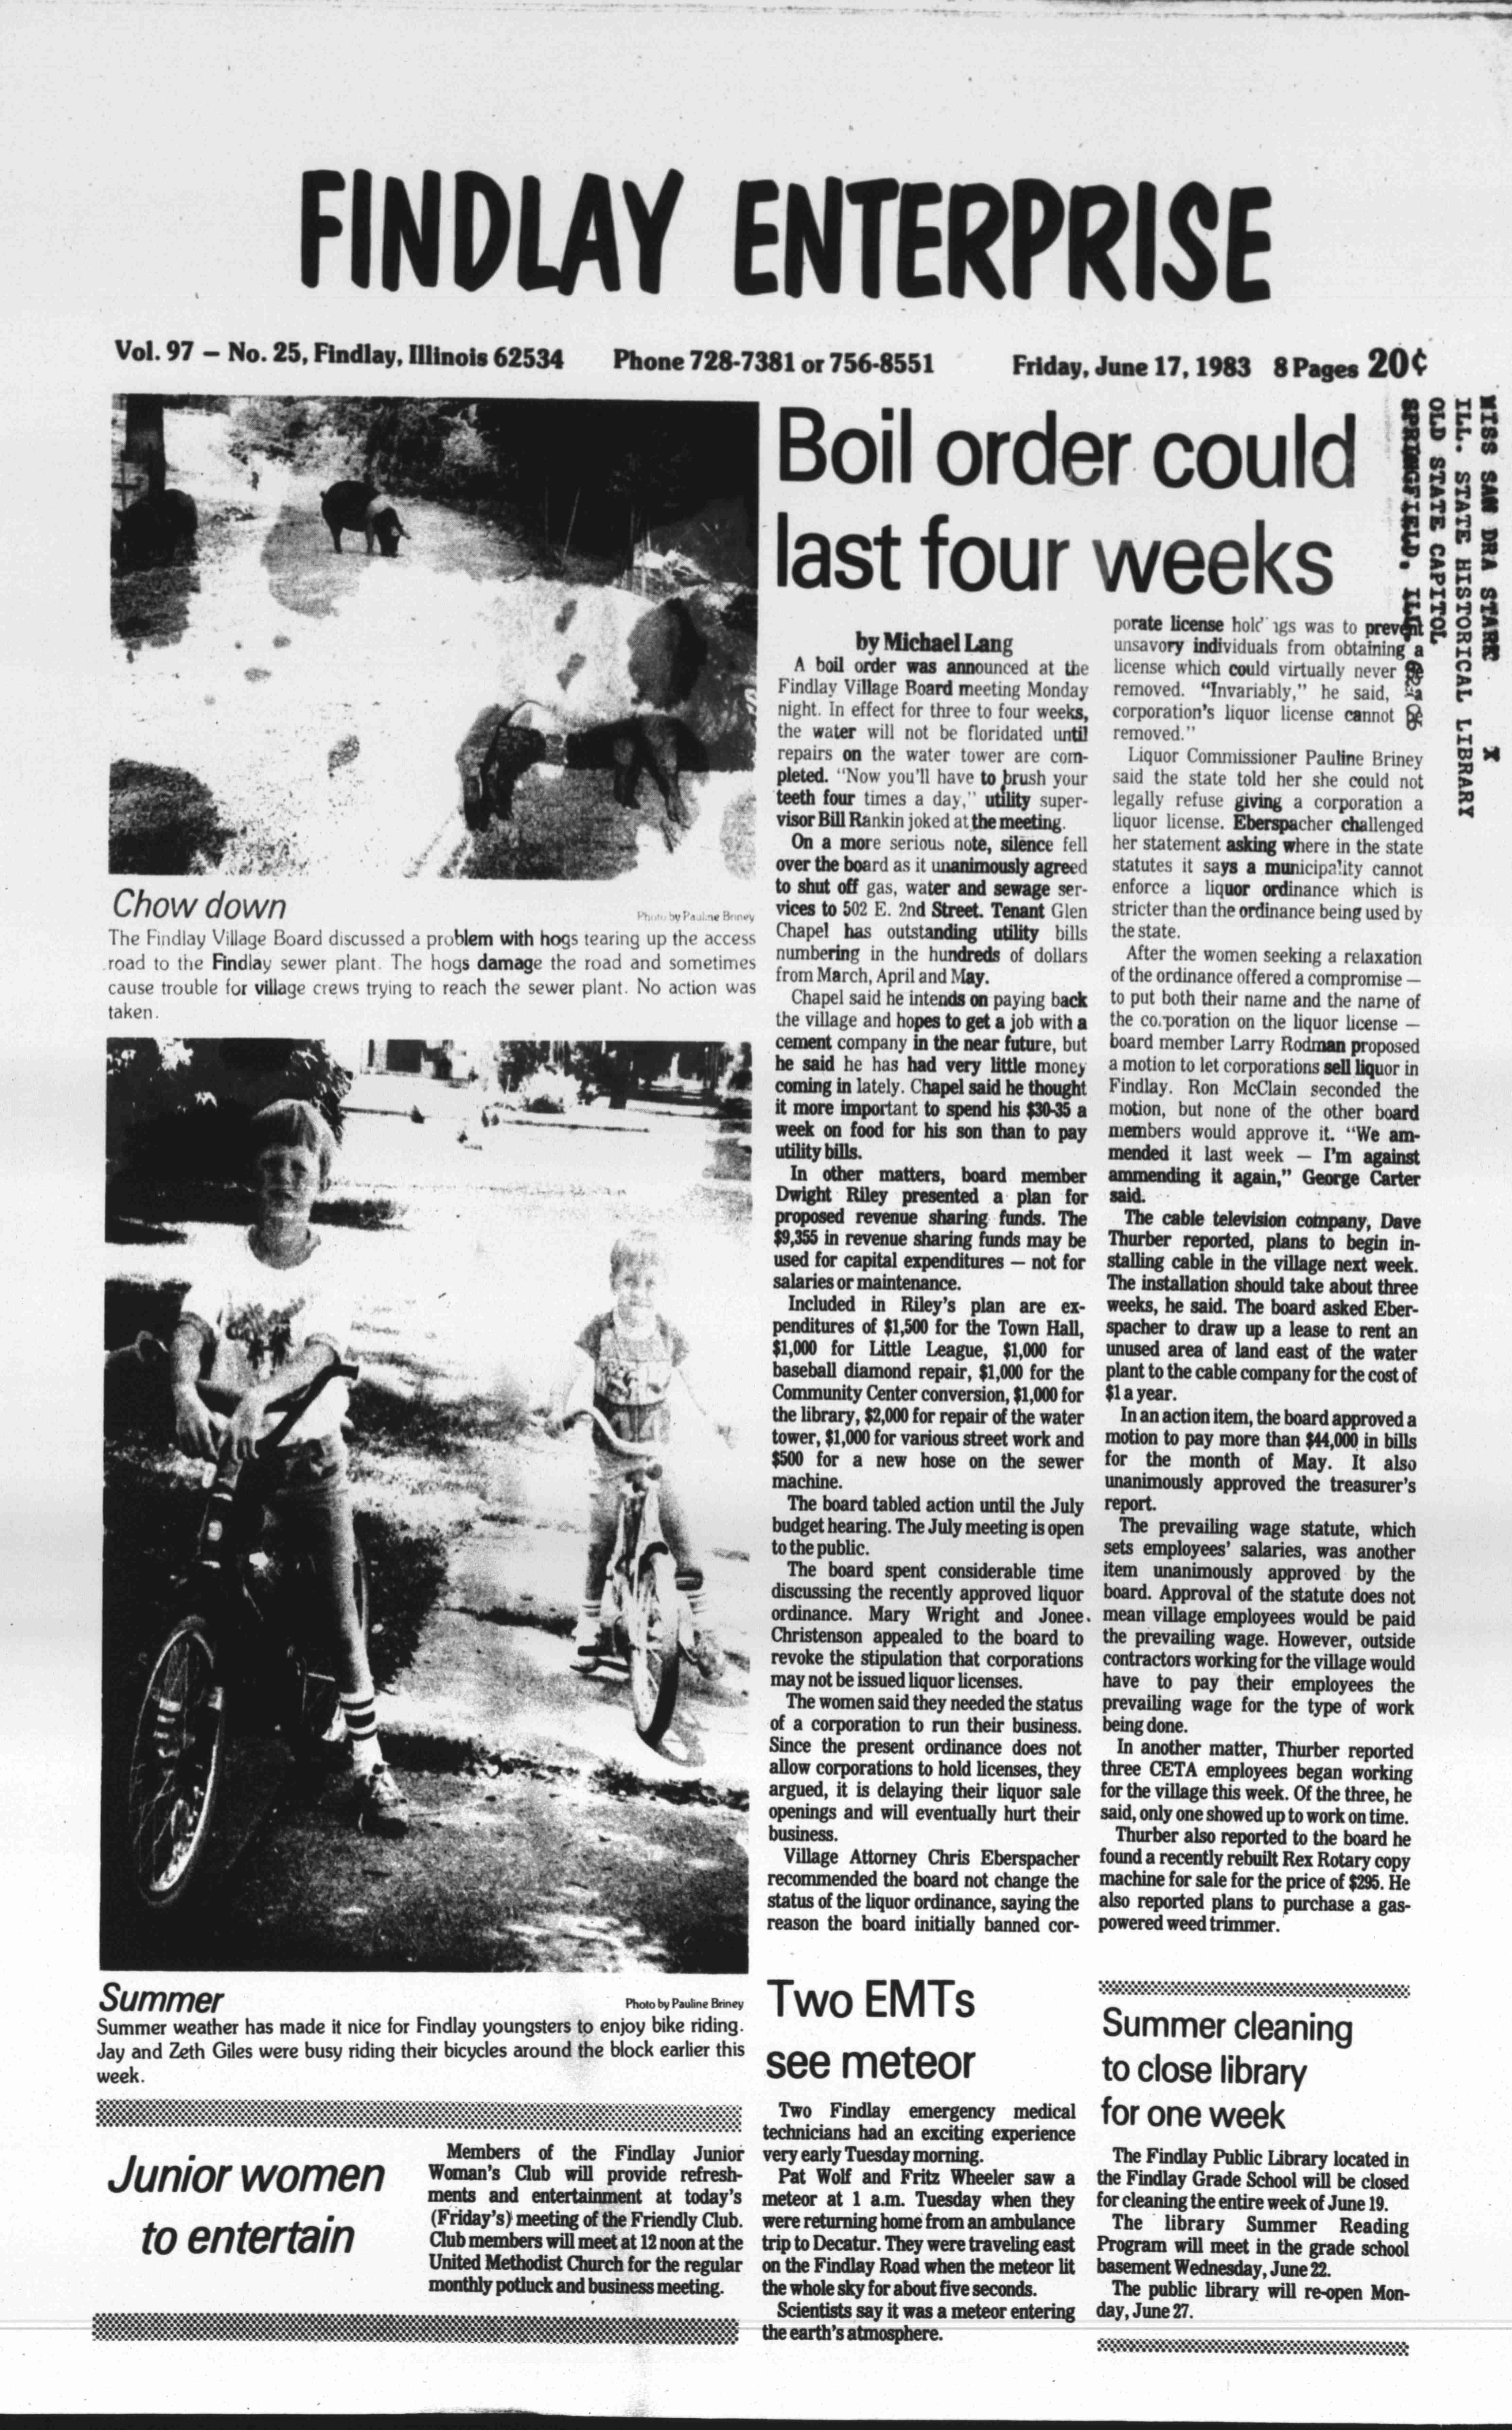 FINDLAY ENTERPRISE
Vol. 97 — No. 25, Findlay, Illinois 62534 Phone 728-7381 or 756-8551 Friday, June 17, 1983 8 Pages 20¢
MISS SAN DRA STARK X
ILL. STATE HISTORICAL LIBRARY
OLD STATE CAPITOL
SPRINGFIELD, ILL.
Chow down
Photo by Pauline Briney
The Findlay Village Board discussed a problem with hogs tearing up the access
road to the Findlay sewer plant. The hogs damage the road and sometimes
cause trouble for village crews trying to reach the sewer plant. No action was
taken.
Summer
Photo by Pauline Briney
Summer weather has made it nice for Findlay youngsters to enjoy bike riding.
Jay and Zeth Giles were busy riding their bicycles around the block earlier this
week.
Junior women
to entertain
Members of the Findlay Junior
Woman's Club will provide refresh-
ments and entertainment at today's
(Friday's) meeting of the Friendly Club.
Club members will meet at 12 noon at the
United Methodist Church for the regular
monthly potluck and business meeting.
Boil order could
last four weeks
by Michael Lang
A boil order was announced at the
Findlay Village Board meeting Monday
night. In effect for three to four weeks,
the water will not be floridated until
repairs on the water tower are com-
pleted. "Now you'll have to brush your
teeth four times a day," utility super-
visor Bill Rankin joked at the meeting.
On a more serious note, silence fell
over the board as it unanimously agreed
to shut off gas, water and sewage ser-
vices to 502 E. 2nd Street. Tenant Glen
Chapel has outstanding utility bills
numbering in the hundreds of dollars
from March, April and May.
Chapel said he intends on paying back
the village and hopes to get a job with a
cement company in the near future, but
he said he has had very little money
coming in lately. Chapel said he thought
it more important to spend his $30-35 a
week on food for his son than to pay
utility bills.
In other matters, board member
Dwight Riley presented a plan for
proposed revenue sharing funds. The
$9,355 in revenue sharing funds may be
used for capital expenditures — not for
salaries or maintenance.
Included in Riley's plan are ex-
penditures of $1,500 for the Town Hall,
$1,000 for Little League, $1,000 for
baseball diamond repair, $1,000 for the
Community Center conversion, $1,000 for
the library, $2,000 for repair of the water
tower, $1,000 for various street work and
$500 for a new hose on the sewer
machine.
The board tabled action until the July
budget hearing. The July meeting is open
to the public.
The board spent considerable time
discussing the recently approved liquor
ordinance. Mary Wright and Jonee
Christenson appealed to the board to
revoke the stipulation that corporations
may not be issued liquor licenses.
The women said they needed the status
of a corporation to run their business.
Since the present ordinance does not
allow corporations to hold licenses, they
argued, it is delaying their liquor sale
openings and will eventually hurt their
business.
Village Attorney Chris Eberspacher
recommended the board not change the
status of the liquor ordinance, saying the
reason the board initially banned cor-
porate license holdings was to prevent
unsavory individuals from obtaining a
license which could virtually never be
removed. "Invariably," he said,
corporation's liquor license cannot be
removed."
Liquor Commissioner Pauline Briney
said the state told her she could not
legally refuse giving a corporation a
liquor license. Eberspacher challenged
her statement asking where in the state
statutes it says a municipality cannot
enforce a liquor ordinance which is
stricter than the ordinance being used by
the state.
After the women seeking a relaxation
of the ordinance offered a compromise —
to put both their name and the name of
the corporation on the liquor license —
board member Larry Rodman proposed
a motion to let corporations sell liquor in
Findlay. Ron McClain seconded the
motion, but none of the other board
members would approve it. "We am-
mended it last week — I'm against
ammending it again," George Carter
said.
The cable television company, Dave
Thurber reported, plans to begin in-
stalling cable in the village next week.
The installation should take about three
weeks, he said. The board asked Eber-
spacher to draw up a lease to rent an
unused area of land east of the water
plant to the cable company for the cost of
$1 a year.
In an action item, the board approved a
motion to pay more than $44,000 in bills
for the month of May. It also
unanimously approved the treasurer's
report.
The prevailing wage statute, which
sets employees' salaries, was another
item unanimously approved by the
board. Approval of the statute does not
mean village employees would be paid
the prevailing wage. However, outside
contractors working for the village would
have to pay their employees the
prevailing wage for the type of work
being done.
In another matter, Thurber reported
three CETA employees began working
for the village this week. Of the three, he
said, only one showed up to work on time.
Thurber also reported to the board he
found a recently rebuilt Rex Rotary copy
machine for sale for the price of $295. He
also reported plans to purchase a gas-
powered weed trimmer.
Two EMTs
see meteor
Two Findlay emergency medical
technicians had an exciting experience
very early Tuesday morning.
Pat Wolf and Fritz Wheeler saw a
meteor at 1 a.m. Tuesday when they
were returning home from an ambulance
trip to Decatur. They were traveling east
on the Findlay Road when the meteor lit
the whole sky for about five seconds.
Scientists say it was a meteor entering
the earth's atmosphere.
Summer cleaning
to close library
for one week
The Findlay Public Library located in
the Findlay Grade School will be closed
for cleaning the entire week of June 19.
The library Summer Reading
Program will meet in the grade school
basement Wednesday, June 22.
The public library will re-open Mon-
day, June 27.